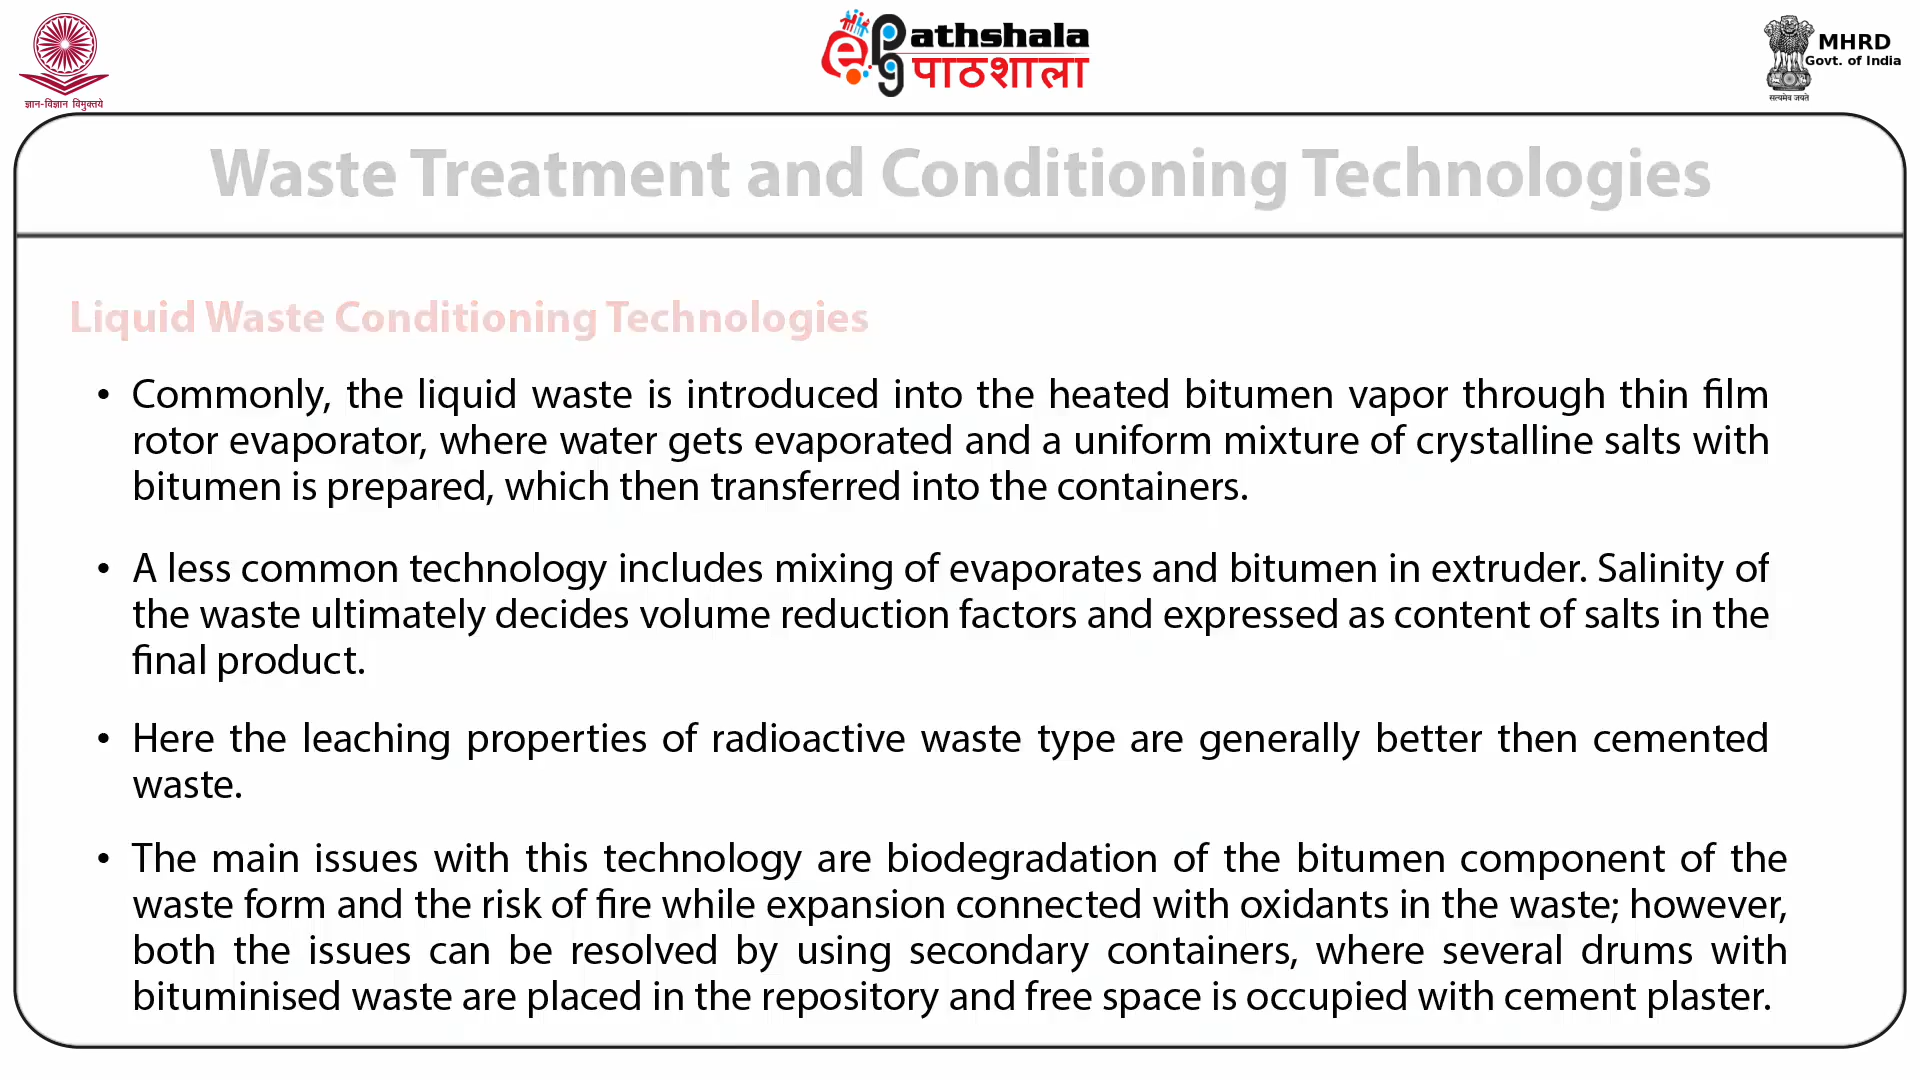 ज्ञान-विज्ञान विमुक्तये
ePG Pathshala
पाठशाला
MHRD
Govt. of India
सत्यमेव जयते
Waste Treatment and Conditioning Technologies
Liquid Waste Conditioning Technologies
• Commonly, the liquid waste is introduced into the heated bitumen vapor through thin film
rotor evaporator, where water gets evaporated and a uniform mixture of crystalline salts with
bitumen is prepared, which then transferred into the containers.
• A less common technology includes mixing of evaporates and bitumen in extruder. Salinity of
the waste ultimately decides volume reduction factors and expressed as content of salts in the
final product.
• Here the leaching properties of radioactive waste type are generally better then cemented
waste.
• The main issues with this technology are biodegradation of the bitumen component of the
waste form and the risk of fire while expansion connected with oxidants in the waste; however,
both the issues can be resolved by using secondary containers, where several drums with
bituminised waste are placed in the repository and free space is occupied with cement plaster.